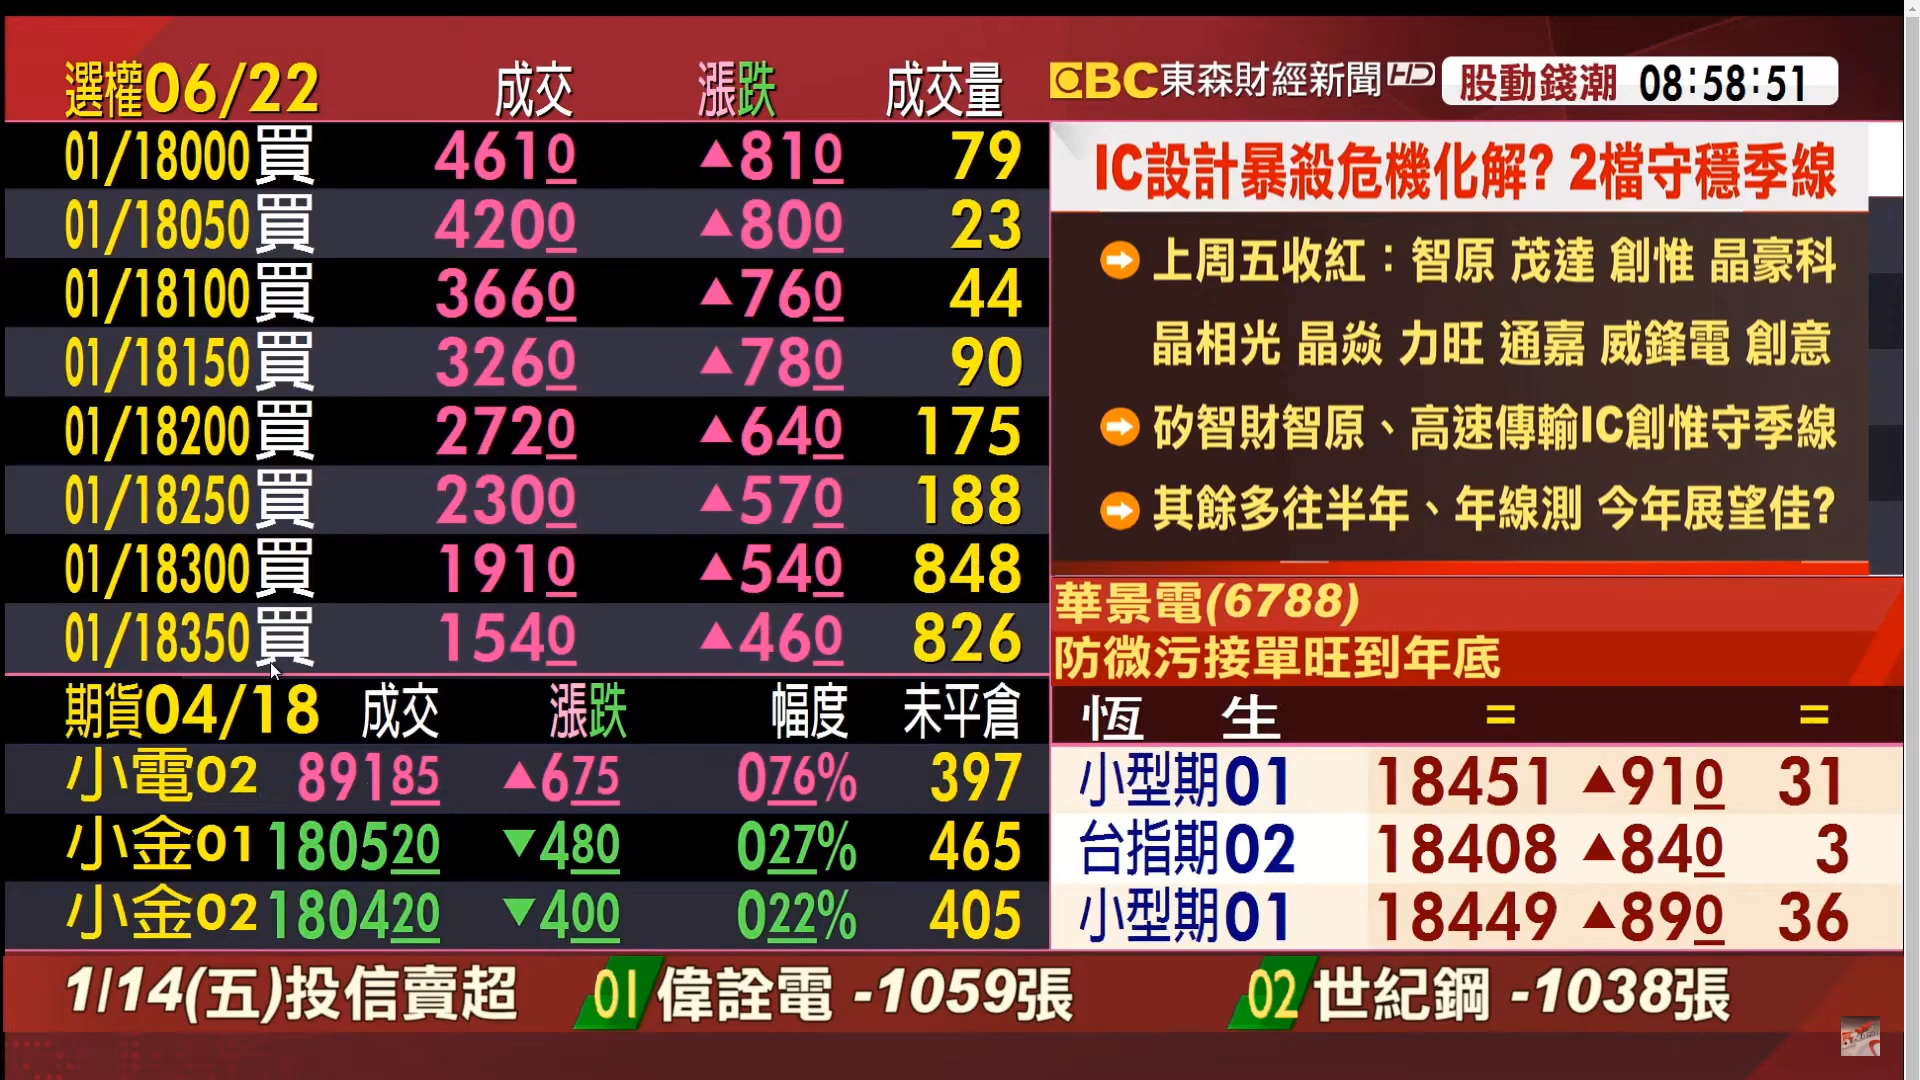 選權06/22 成交 漲跌 成交量
01/18000買 4610 ▲810 79
01/18050買 4200 ▲800 23
01/18100買 3660 ▲760 44
01/18150買 3260 ▲780 90
01/18200買 2720 ▲640 175
01/18250買 2300 ▲570 188
01/18300買 1910 ▲540 848
01/18350買 1540 ▲460 826
期貨04/18 成交 漲跌 幅度 未平倉
小電02 89185 ▲675 076% 397
小金01 180520 ▼480 027% 465
小金02 180420 ▼400 022% 405
EBC東森財經新聞HD 股動錢潮 08:58:51
IC設計暴殺危機化解? 2檔守穩季線
上周五收紅：智原 茂達 創惟 晶豪科
晶相光 晶焱 力旺 通嘉 威鋒電 創意
矽智財智原、高速傳輸IC創惟守季線
其餘多往半年、年線測 今年展望佳?
華景電(6788)
防微污接單旺到年底
恆 生 = =
小型期01 18451 ▲910 31
台指期02 18408 ▲840 3
小型期01 18449 ▲890 36
1/14(五)投信賣超 01 偉詮電 -1059張 02 世紀鋼 -1038張